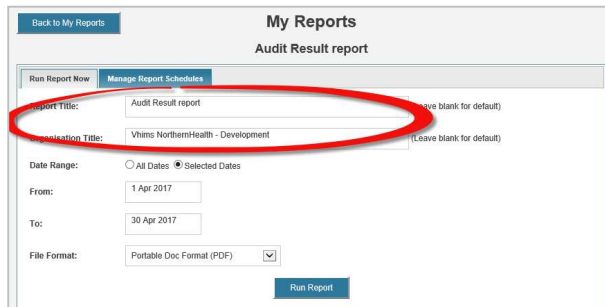 Back to My Reports
My Reports
Audit Result report
Run Report Now Manage Report Schedules
Report Title: Audit Result report (Leave blank for default)
Organisation Title: Vhims NorthernHealth - Development (Leave blank for default)
Date Range: All Dates Selected Dates
From: 1 Apr 2017
To: 30 Apr 2017
File Format: Portable Doc Format (PDF)
Run Report